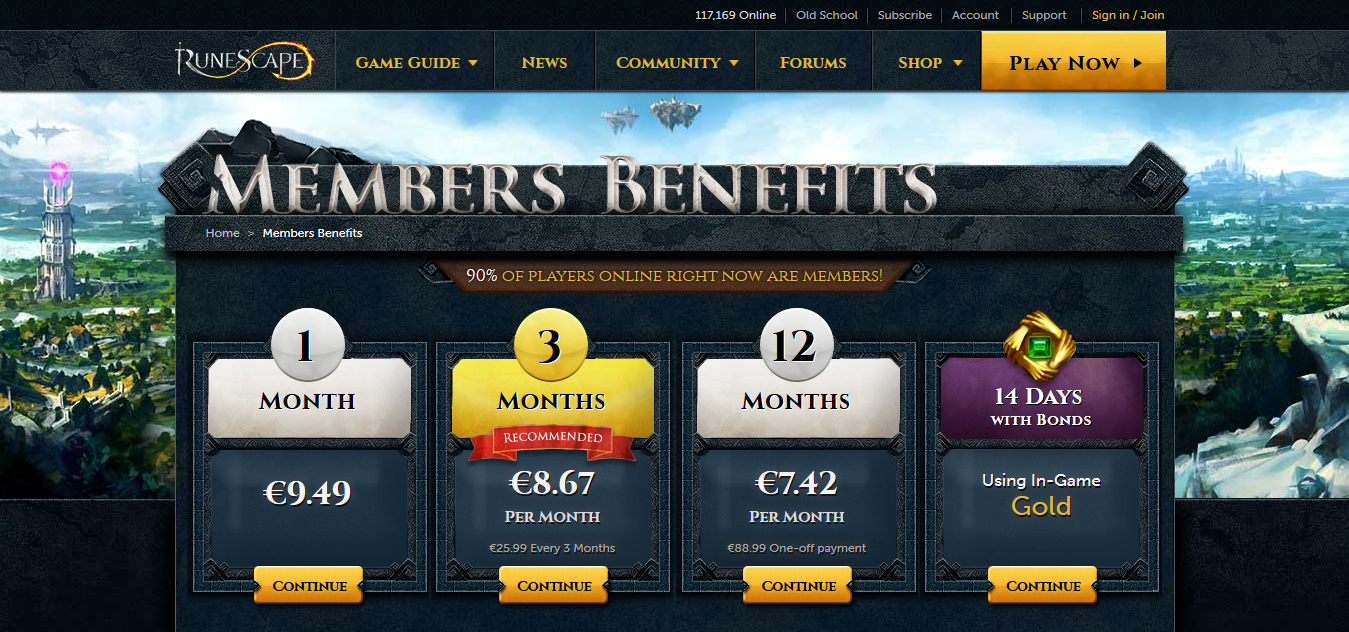 117,169 Online
Old School
Subscribe
Account
Support
Sign in / Join
RuneScape
Game Guide
News
Community
Forums
Shop
Play Now
Members Benefits
Home > Members Benefits
90% OF PLAYERS ONLINE RIGHT NOW ARE MEMBERS!
1
Month
€9.49
Continue
3
Months
Recommended
€8.67
Per Month
€25.99 Every 3 Months
Continue
12
Months
€7.42
Per Month
€88.99 One-off payment
Continue
14 Days
with Bonds
Using In-Game
Gold
Continue